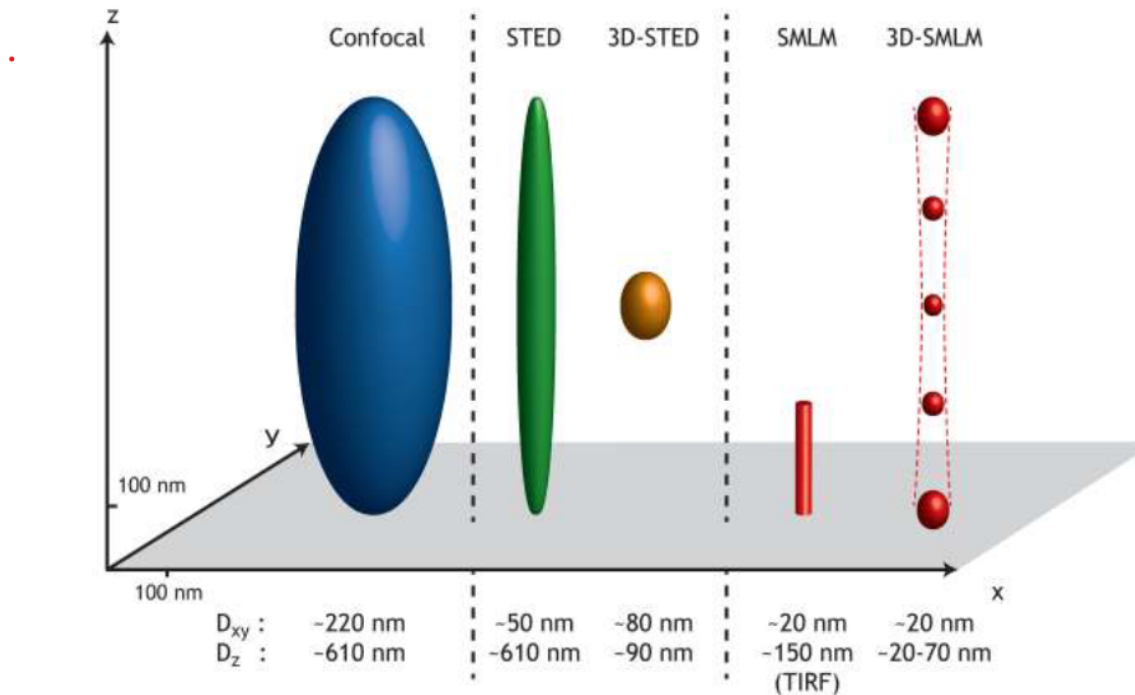 z
Confocal STED 3D-STED SMLM 3D-SMLM
y
100 nm
100 nm
x
Dxy : ~220 nm ~50 nm ~80 nm ~20 nm ~20 nm
Dz : ~610 nm ~610 nm ~90 nm ~150 nm ~20-70 nm
(TIRF)